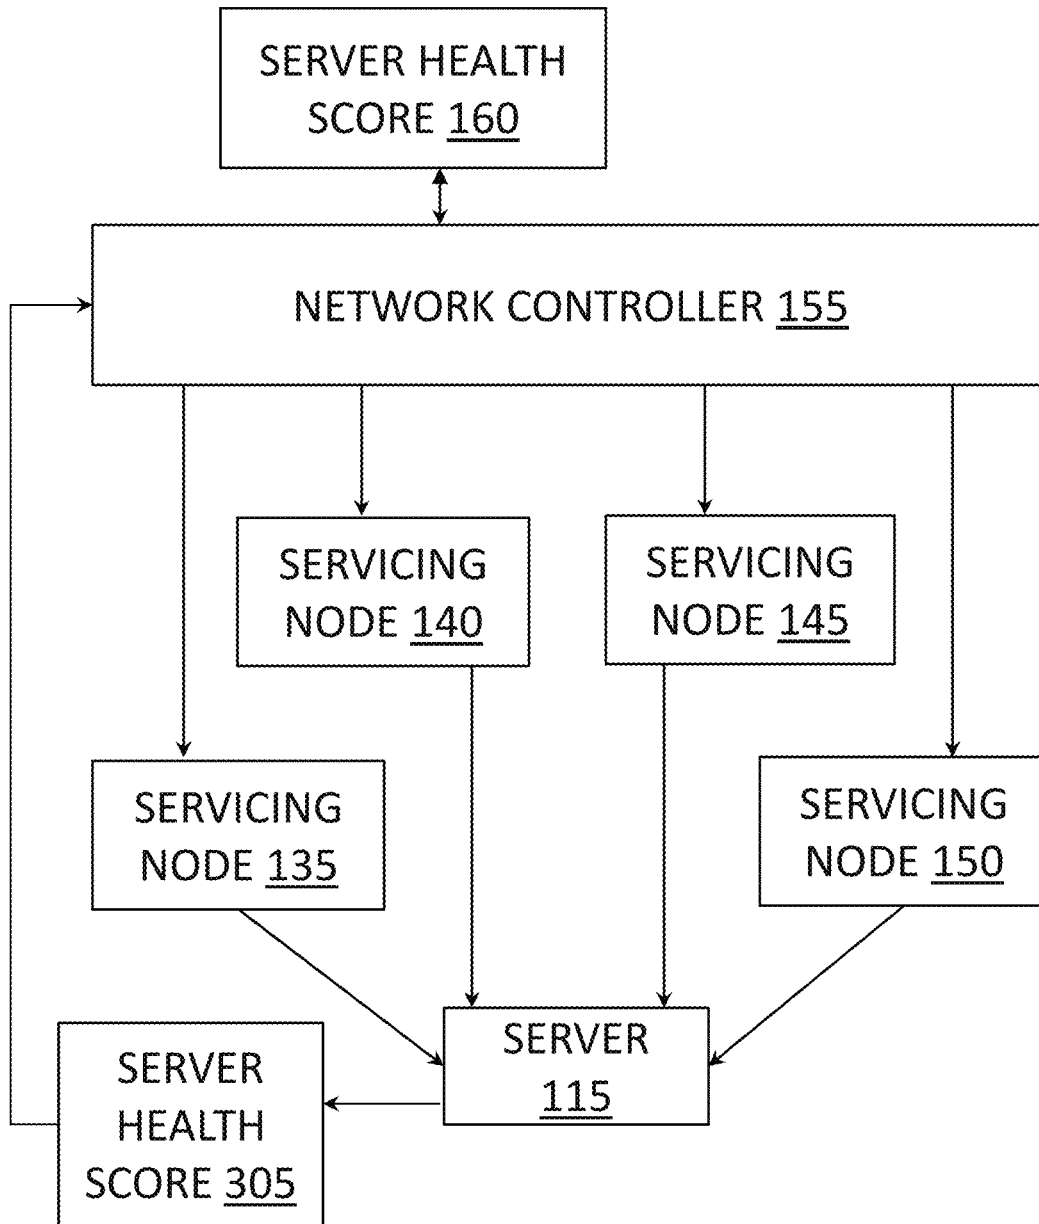 SERVER HEALTH
SCORE 160
NETWORK CONTROLLER 155
SERVICING
NODE 140
SERVICING
NODE 145
SERVICING
NODE 135
SERVICING
NODE 150
SERVER
115
SERVER
HEALTH
SCORE 305